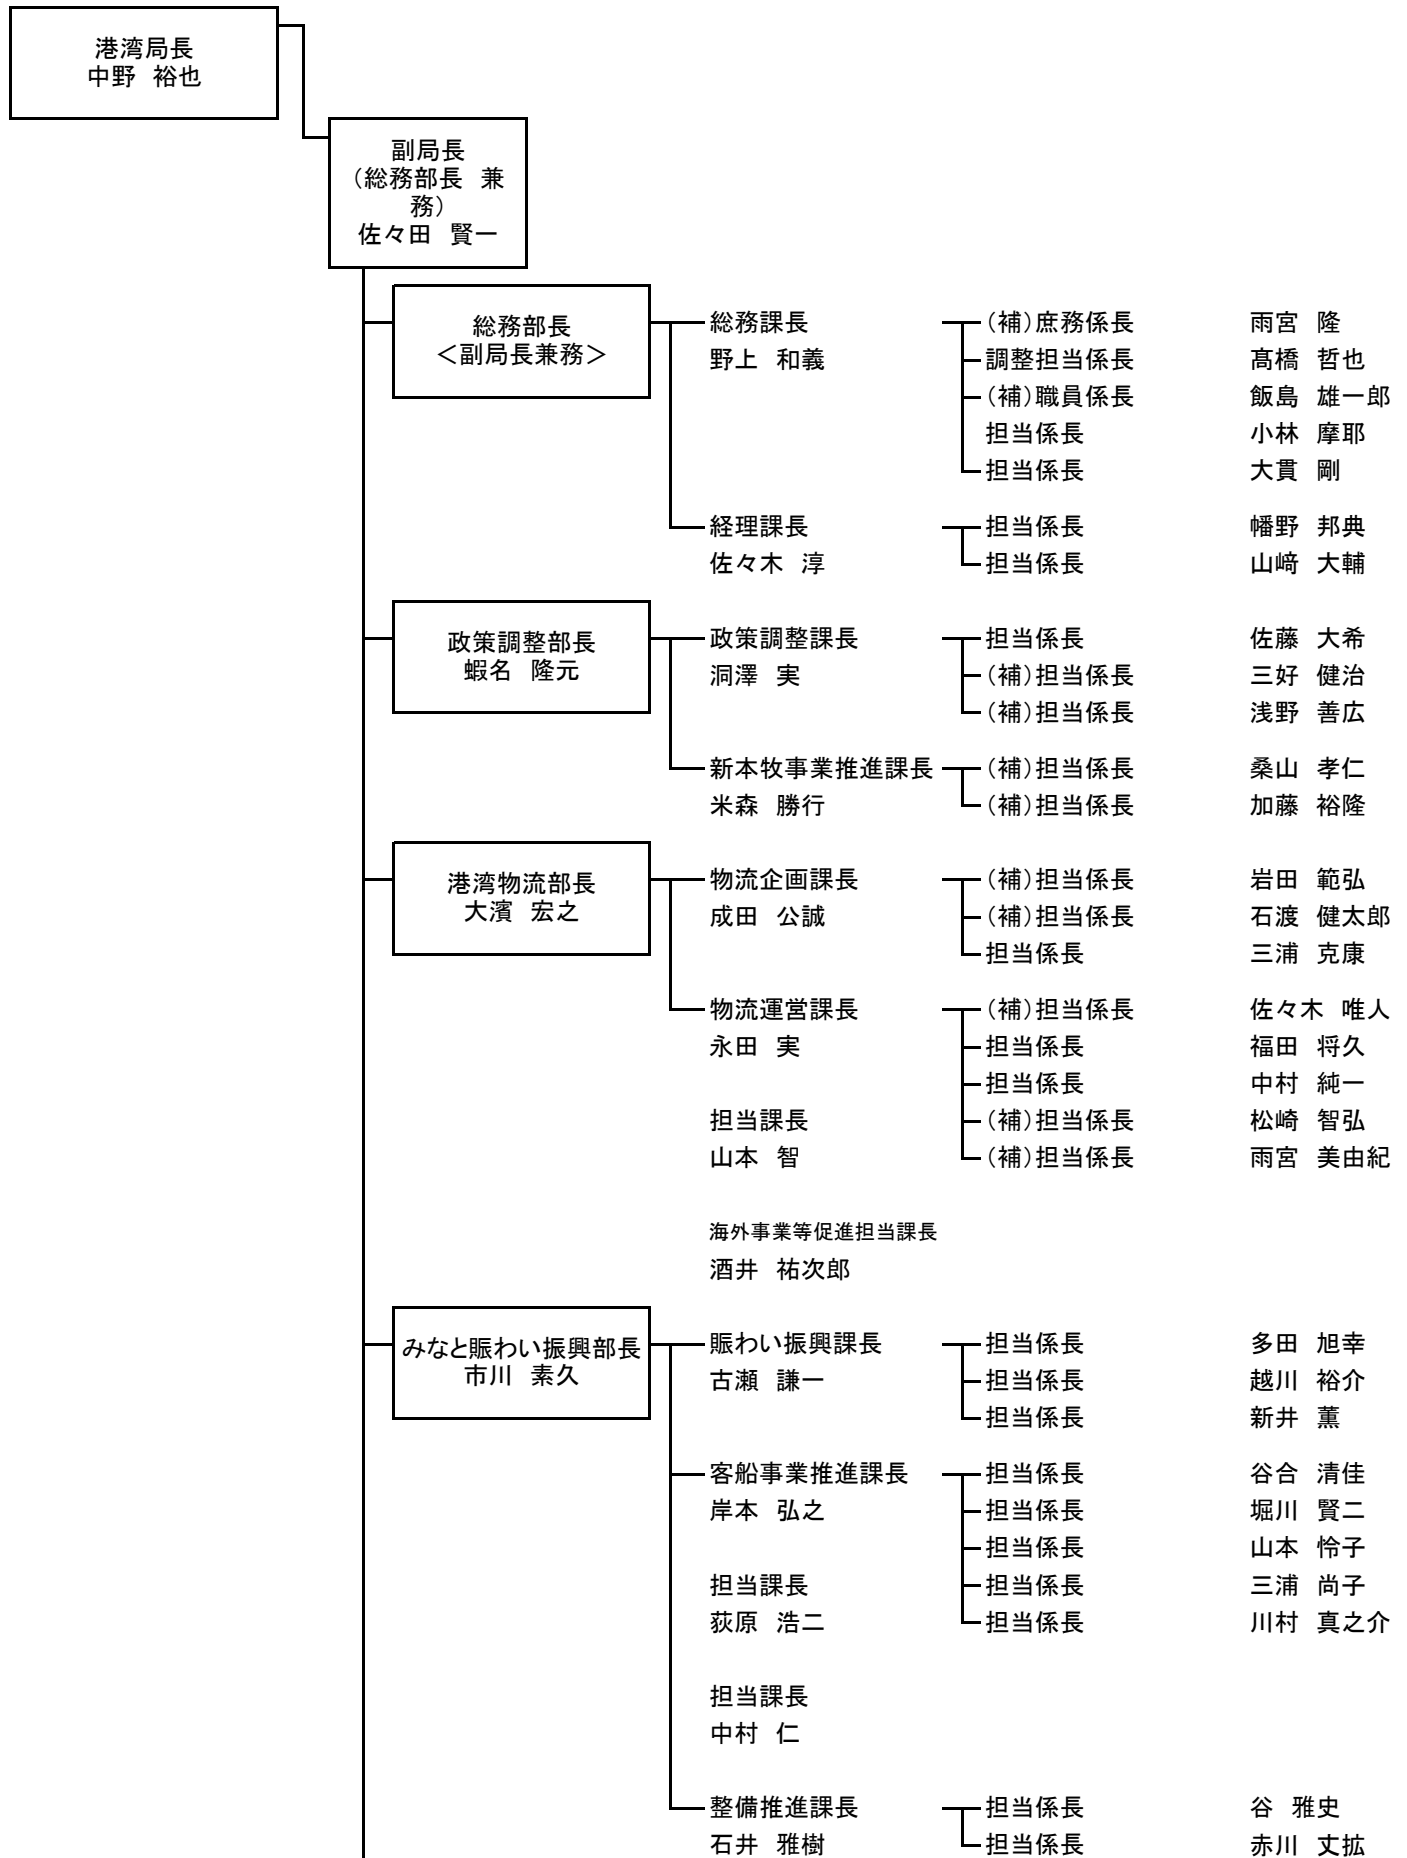 港湾局長
中野　裕也
副局長
（総務部長　兼
務）
佐々田　賢一
総務部長
＜副局長兼務＞
総務課長　（補）庶務係長　雨宮　隆
野上　和義　調整担当係長　髙橋　哲也
（補）職員係長　飯島　雄一郎
担当係長　小林　摩耶
担当係長　大貫　剛
経理課長　担当係長　幡野　邦典
佐々木　淳　担当係長　山﨑　大輔
政策調整部長
蝦名　隆元
政策調整課長　担当係長　佐藤　大希
洞澤　実　（補）担当係長　三好　健治
（補）担当係長　浅野　善広
新本牧事業推進課長　（補）担当係長　桑山　孝仁
米森　勝行　（補）担当係長　加藤　裕隆
港湾物流部長
大濱　宏之
物流企画課長　（補）担当係長　岩田　範弘
成田　公誠　（補）担当係長　石渡　健太郎
担当係長　三浦　克康
物流運営課長　（補）担当係長　佐々木　唯人
永田　実　担当係長　福田　将久
担当係長　中村　純一
担当課長　（補）担当係長　松崎　智弘
山本　智　（補）担当係長　雨宮　美由紀
海外事業等促進担当課長
酒井　祐次郎
みなと賑わい振興部長
市川　素久
賑わい振興課長　担当係長　多田　旭幸
古瀬　謙一　担当係長　越川　裕介
担当係長　新井　薫
客船事業推進課長　担当係長　谷合　清佳
岸本　弘之　担当係長　堀川　賢二
担当係長　山本　怜子
担当課長　担当係長　三浦　尚子
荻原　浩二　担当係長　川村　真之介
担当課長
中村　仁
整備推進課長　担当係長　谷　雅史
石井　雅樹　担当係長　赤川　丈拡